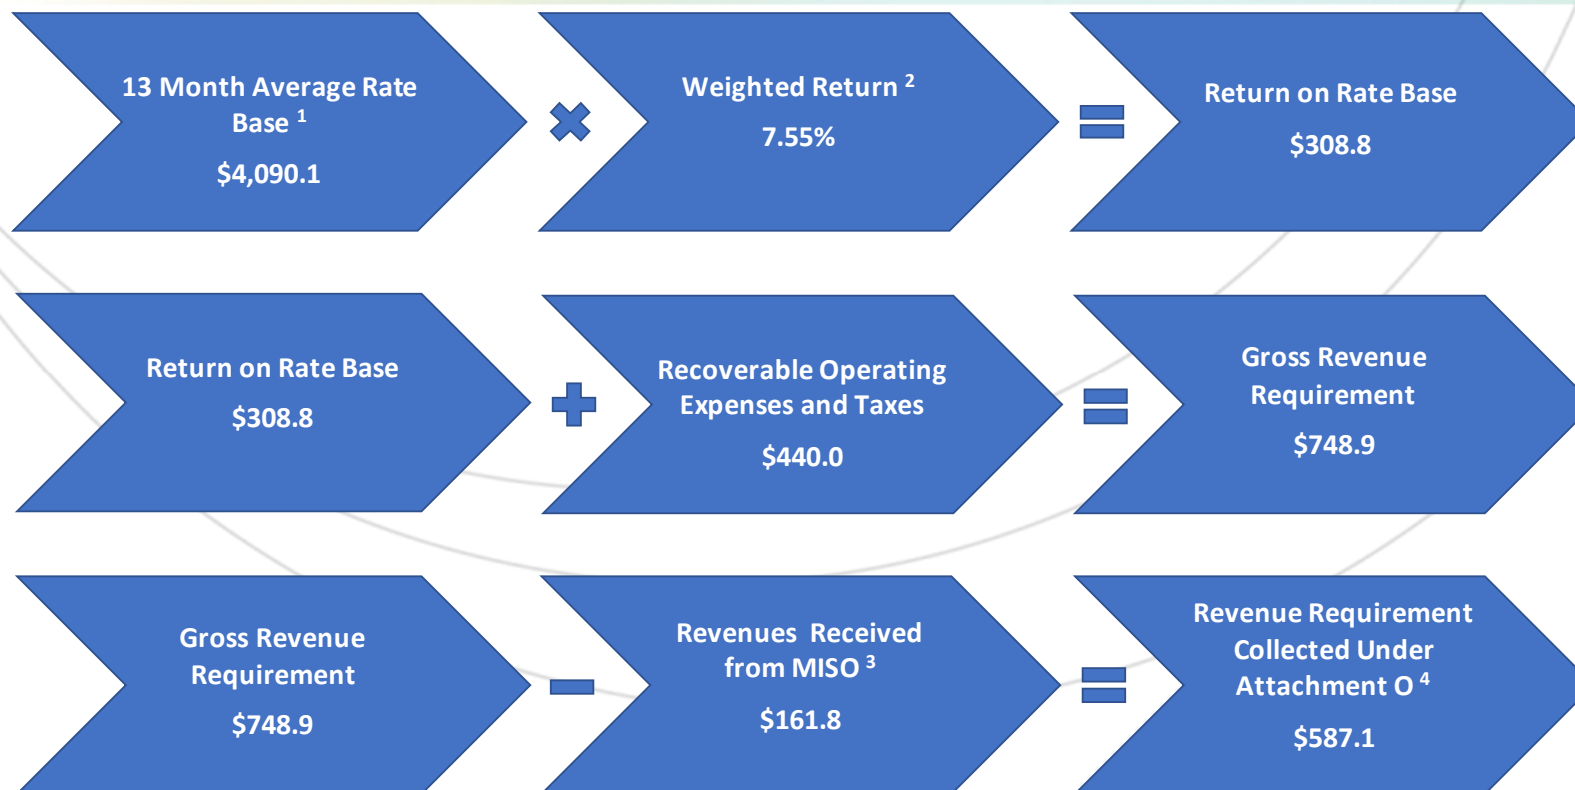 13 Month Average Rate
Base 1
$4,090.1
Weighted Return 2
7.55%
Return on Rate Base
$308.8
Return on Rate Base
$308.8
Recoverable Operating
Expenses and Taxes
$440.0
Gross Revenue
Requirement
$748.9
Gross Revenue
Requirement
$748.9
Revenues Received
from MISO 3
$161.8
Revenue Requirement
Collected Under
Attachment O 4
$587.1